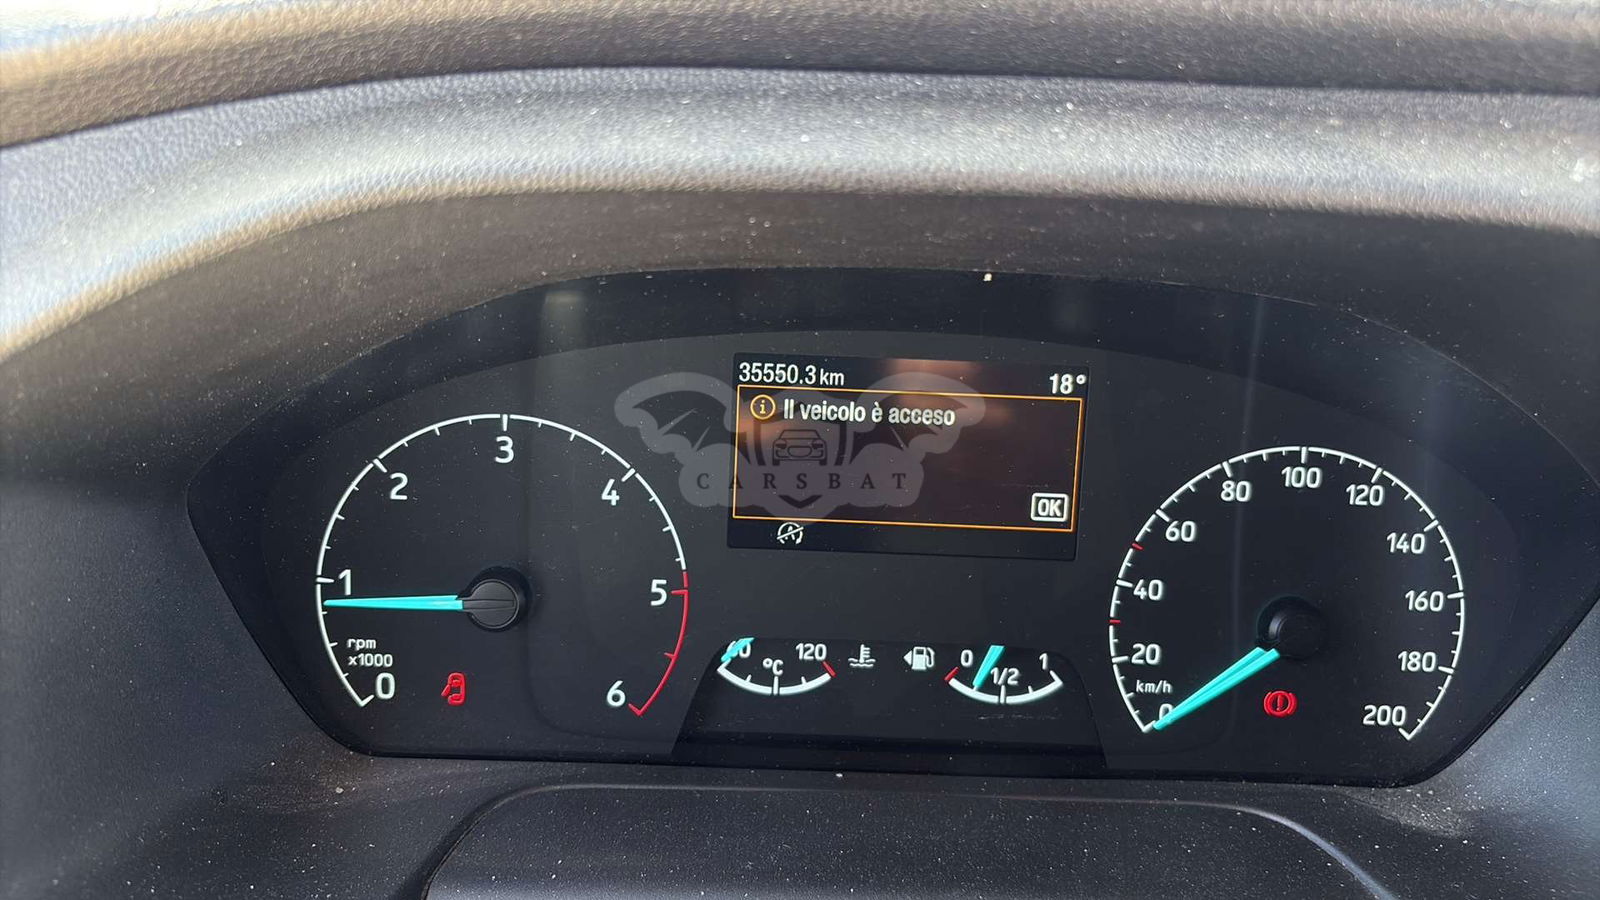 35550.3 km 18°
i Il veicolo è acceso
CARSBAT
OK
0 1 2 3 4 5 6
rpm
x1000
60 120
°C
0 1/2 1
0 20 40 60 80 100 120 140 160 180 200
km/h